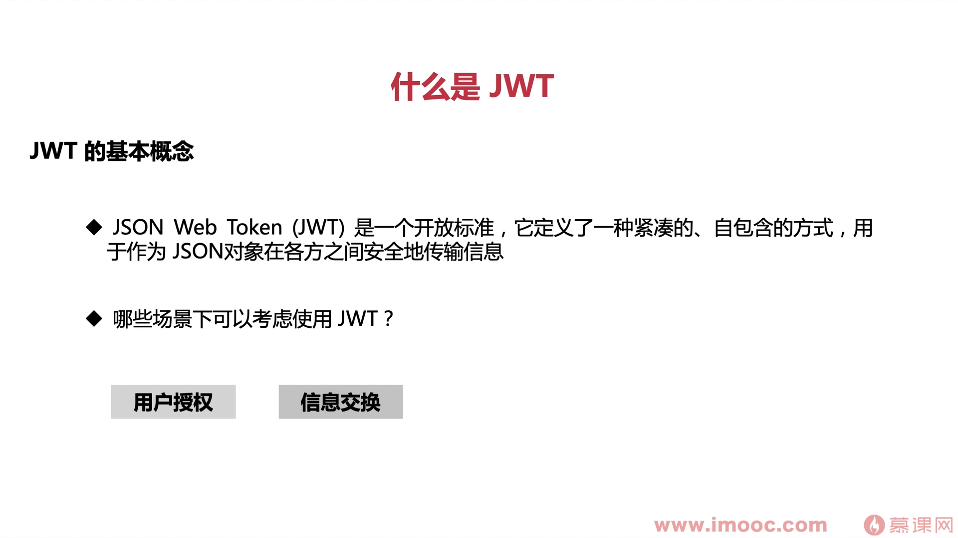 什么是 JWT
JWT 的基本概念
◆ JSON Web Token (JWT) 是一个开放标准，它定义了一种紧凑的、自包含的方式，用
于作为 JSON对象在各方之间安全地传输信息
◆ 哪些场景下可以考虑使用 JWT？
用户授权 信息交换
www.imooc.com 慕课网